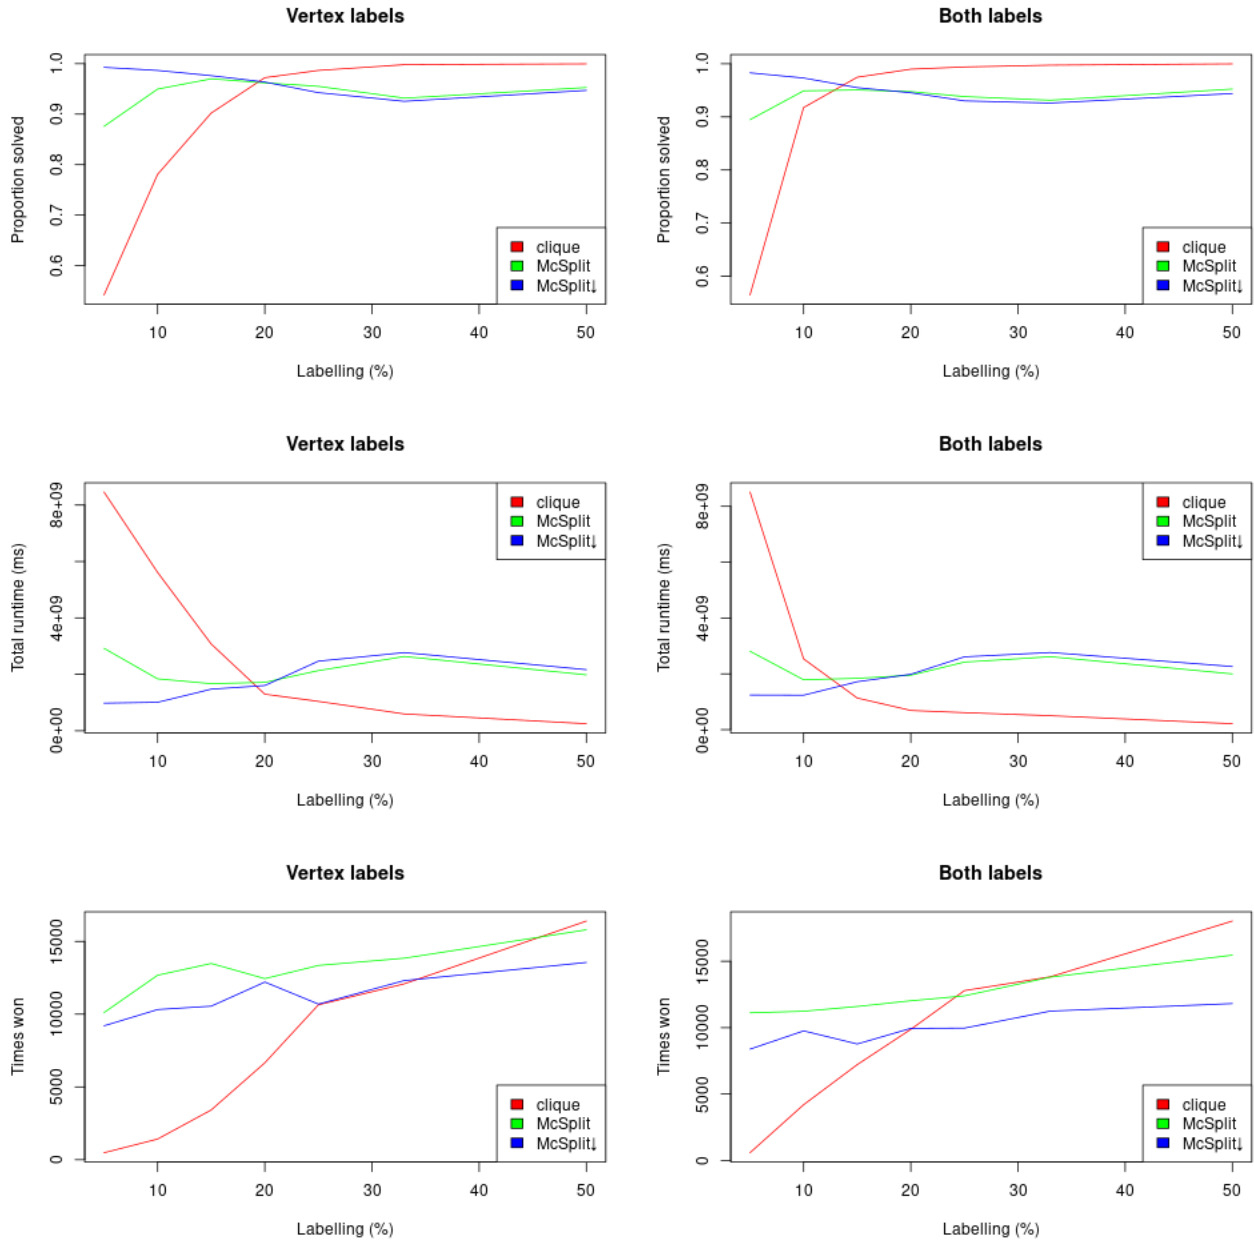 Vertex labels
Proportion solved
1.0
0.9
0.8
0.7
0.6
clique
McSplit
McSplit↓
10 20 30 40 50
Labelling (%)
Both labels
Proportion solved
1.0
0.9
0.8
0.7
0.6
clique
McSplit
McSplit↓
10 20 30 40 50
Labelling (%)
Vertex labels
Total runtime (ms)
8e+09
4e+09
0e+00
clique
McSplit
McSplit↓
10 20 30 40 50
Labelling (%)
Both labels
Total runtime (ms)
8e+09
4e+09
0e+00
clique
McSplit
McSplit↓
10 20 30 40 50
Labelling (%)
Vertex labels
Times won
15000
10000
5000
0
clique
McSplit
McSplit↓
10 20 30 40 50
Labelling (%)
Both labels
Times won
15000
10000
5000
0
clique
McSplit
McSplit↓
10 20 30 40 50
Labelling (%)